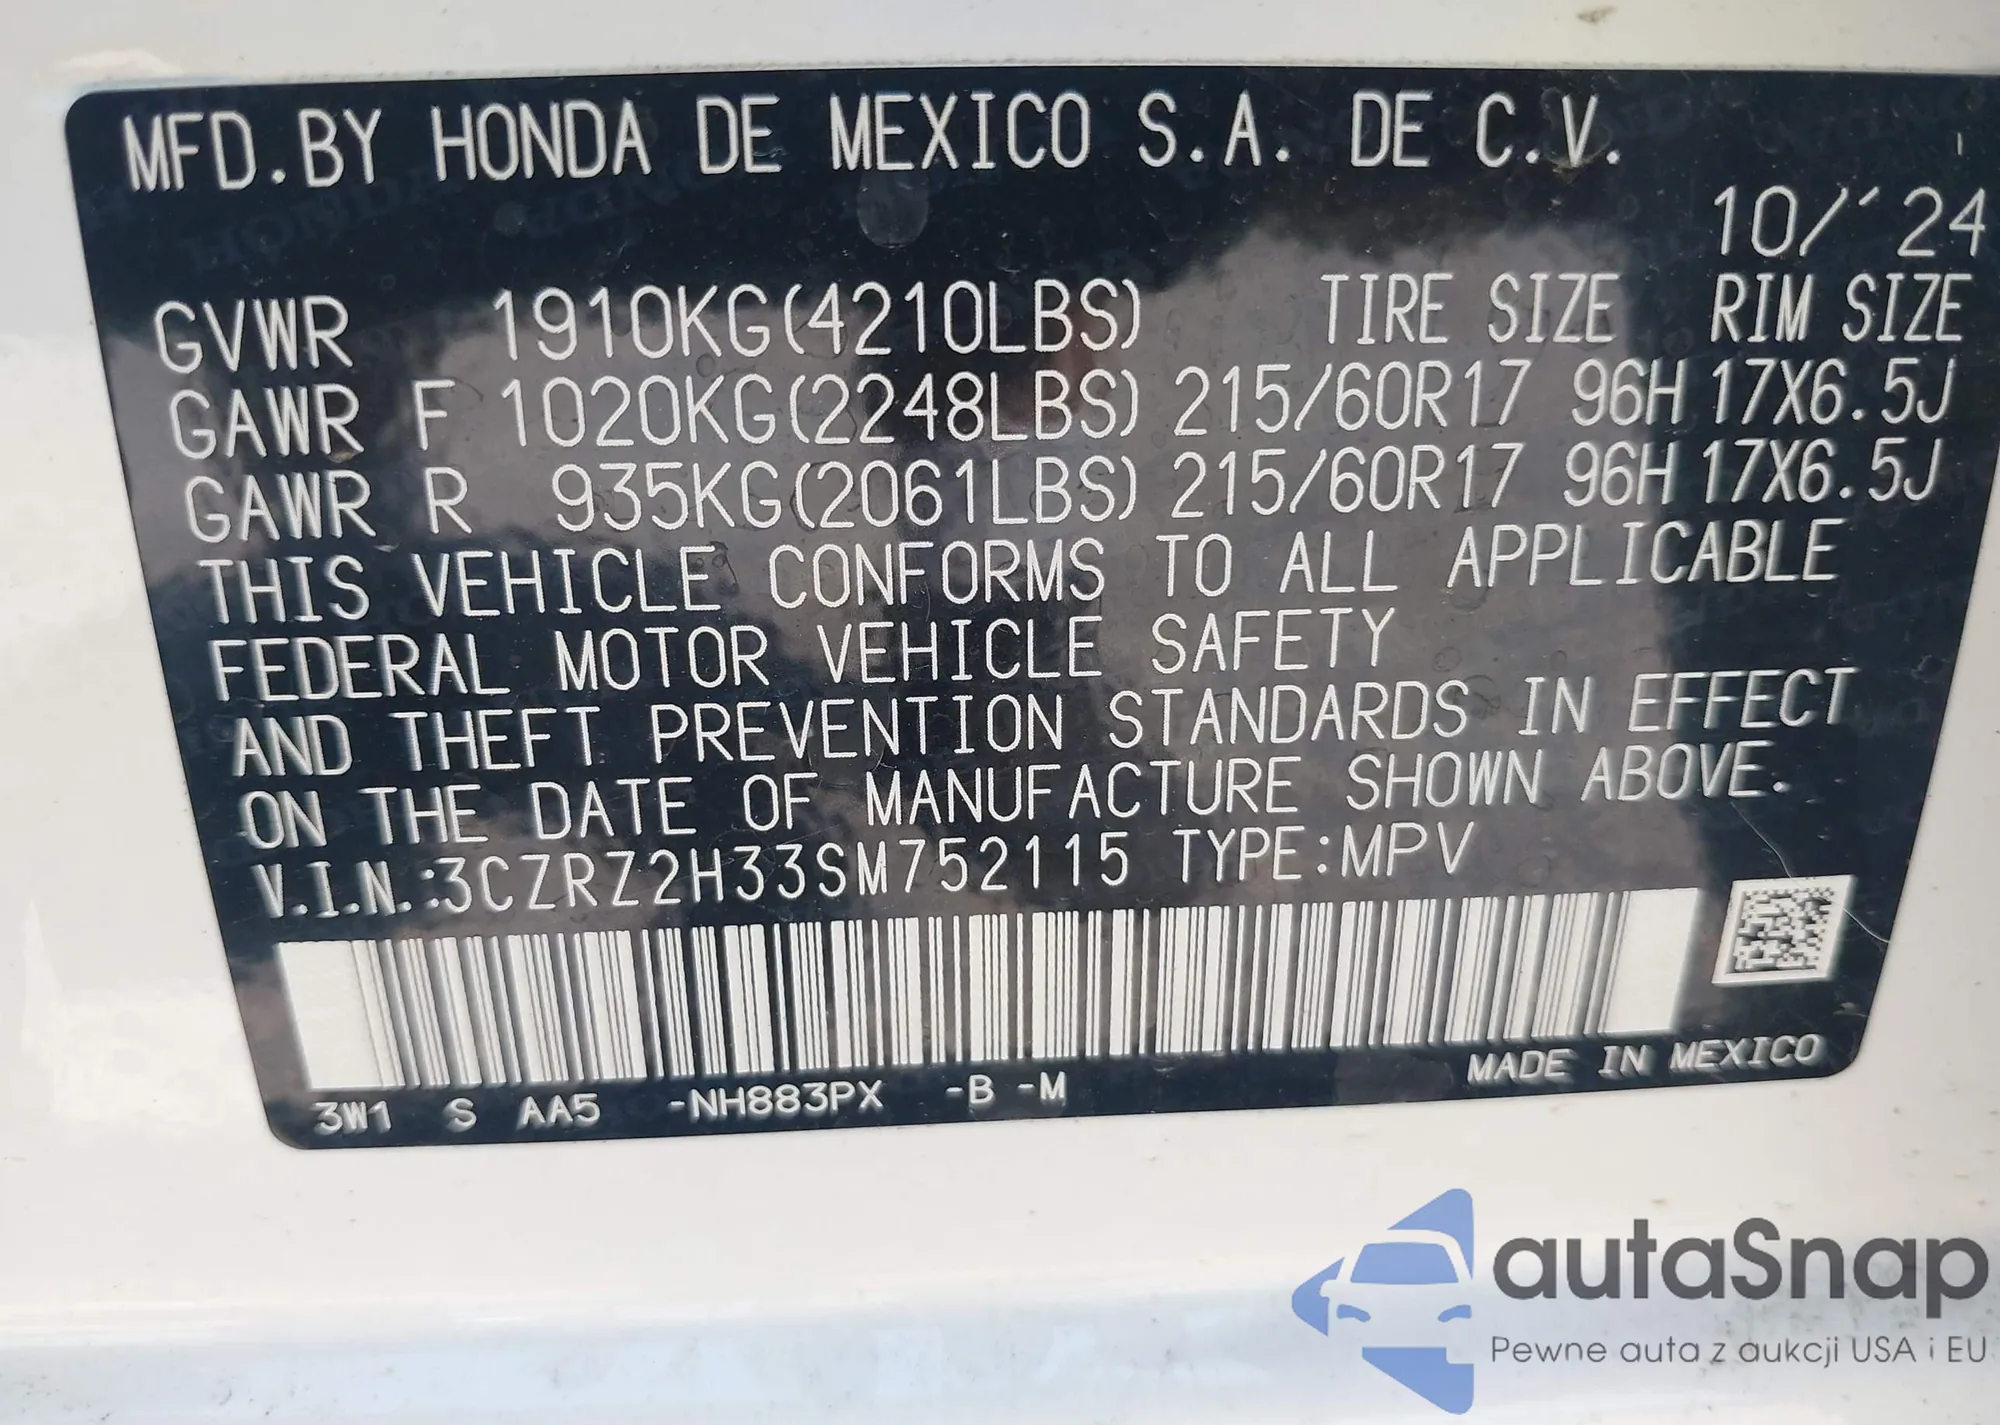 MFD.BY HONDA DE MEXICO S.A. DE C.V.
10/'24
GVWR 1910KG(4210LBS) TIRE SIZE RIM SIZE
GAWR F 1020KG(2248LBS) 215/60R17 96H 17X6.5J
GAWR R 935KG(2061LBS) 215/60R17 96H 17X6.5J
THIS VEHICLE CONFORMS TO ALL APPLICABLE
FEDERAL MOTOR VEHICLE SAFETY
AND THEFT PREVENTION STANDARDS IN EFFECT
ON THE DATE OF MANUFACTURE SHOWN ABOVE.
V.I.N.:3CZRZ2H33SM752115 TYPE:MPV
MADE IN MEXICO
3W1 S AA5 -NH883PX -B -M
autaSnap
Pewne auta z aukcji USA i EU